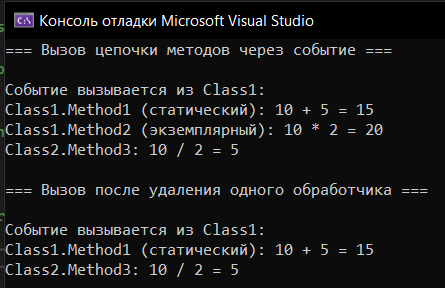 Консоль отладки Microsoft Visual Studio
=== Вызов цепочки методов через событие ===
Событие вызывается из Class1:
Class1.Method1 (статический): 10 + 5 = 15
Class1.Method2 (экземплярный): 10 * 2 = 20
Class2.Method3: 10 / 2 = 5
=== Вызов после удаления одного обработчика ===
Событие вызывается из Class1:
Class1.Method1 (статический): 10 + 5 = 15
Class2.Method3: 10 / 2 = 5